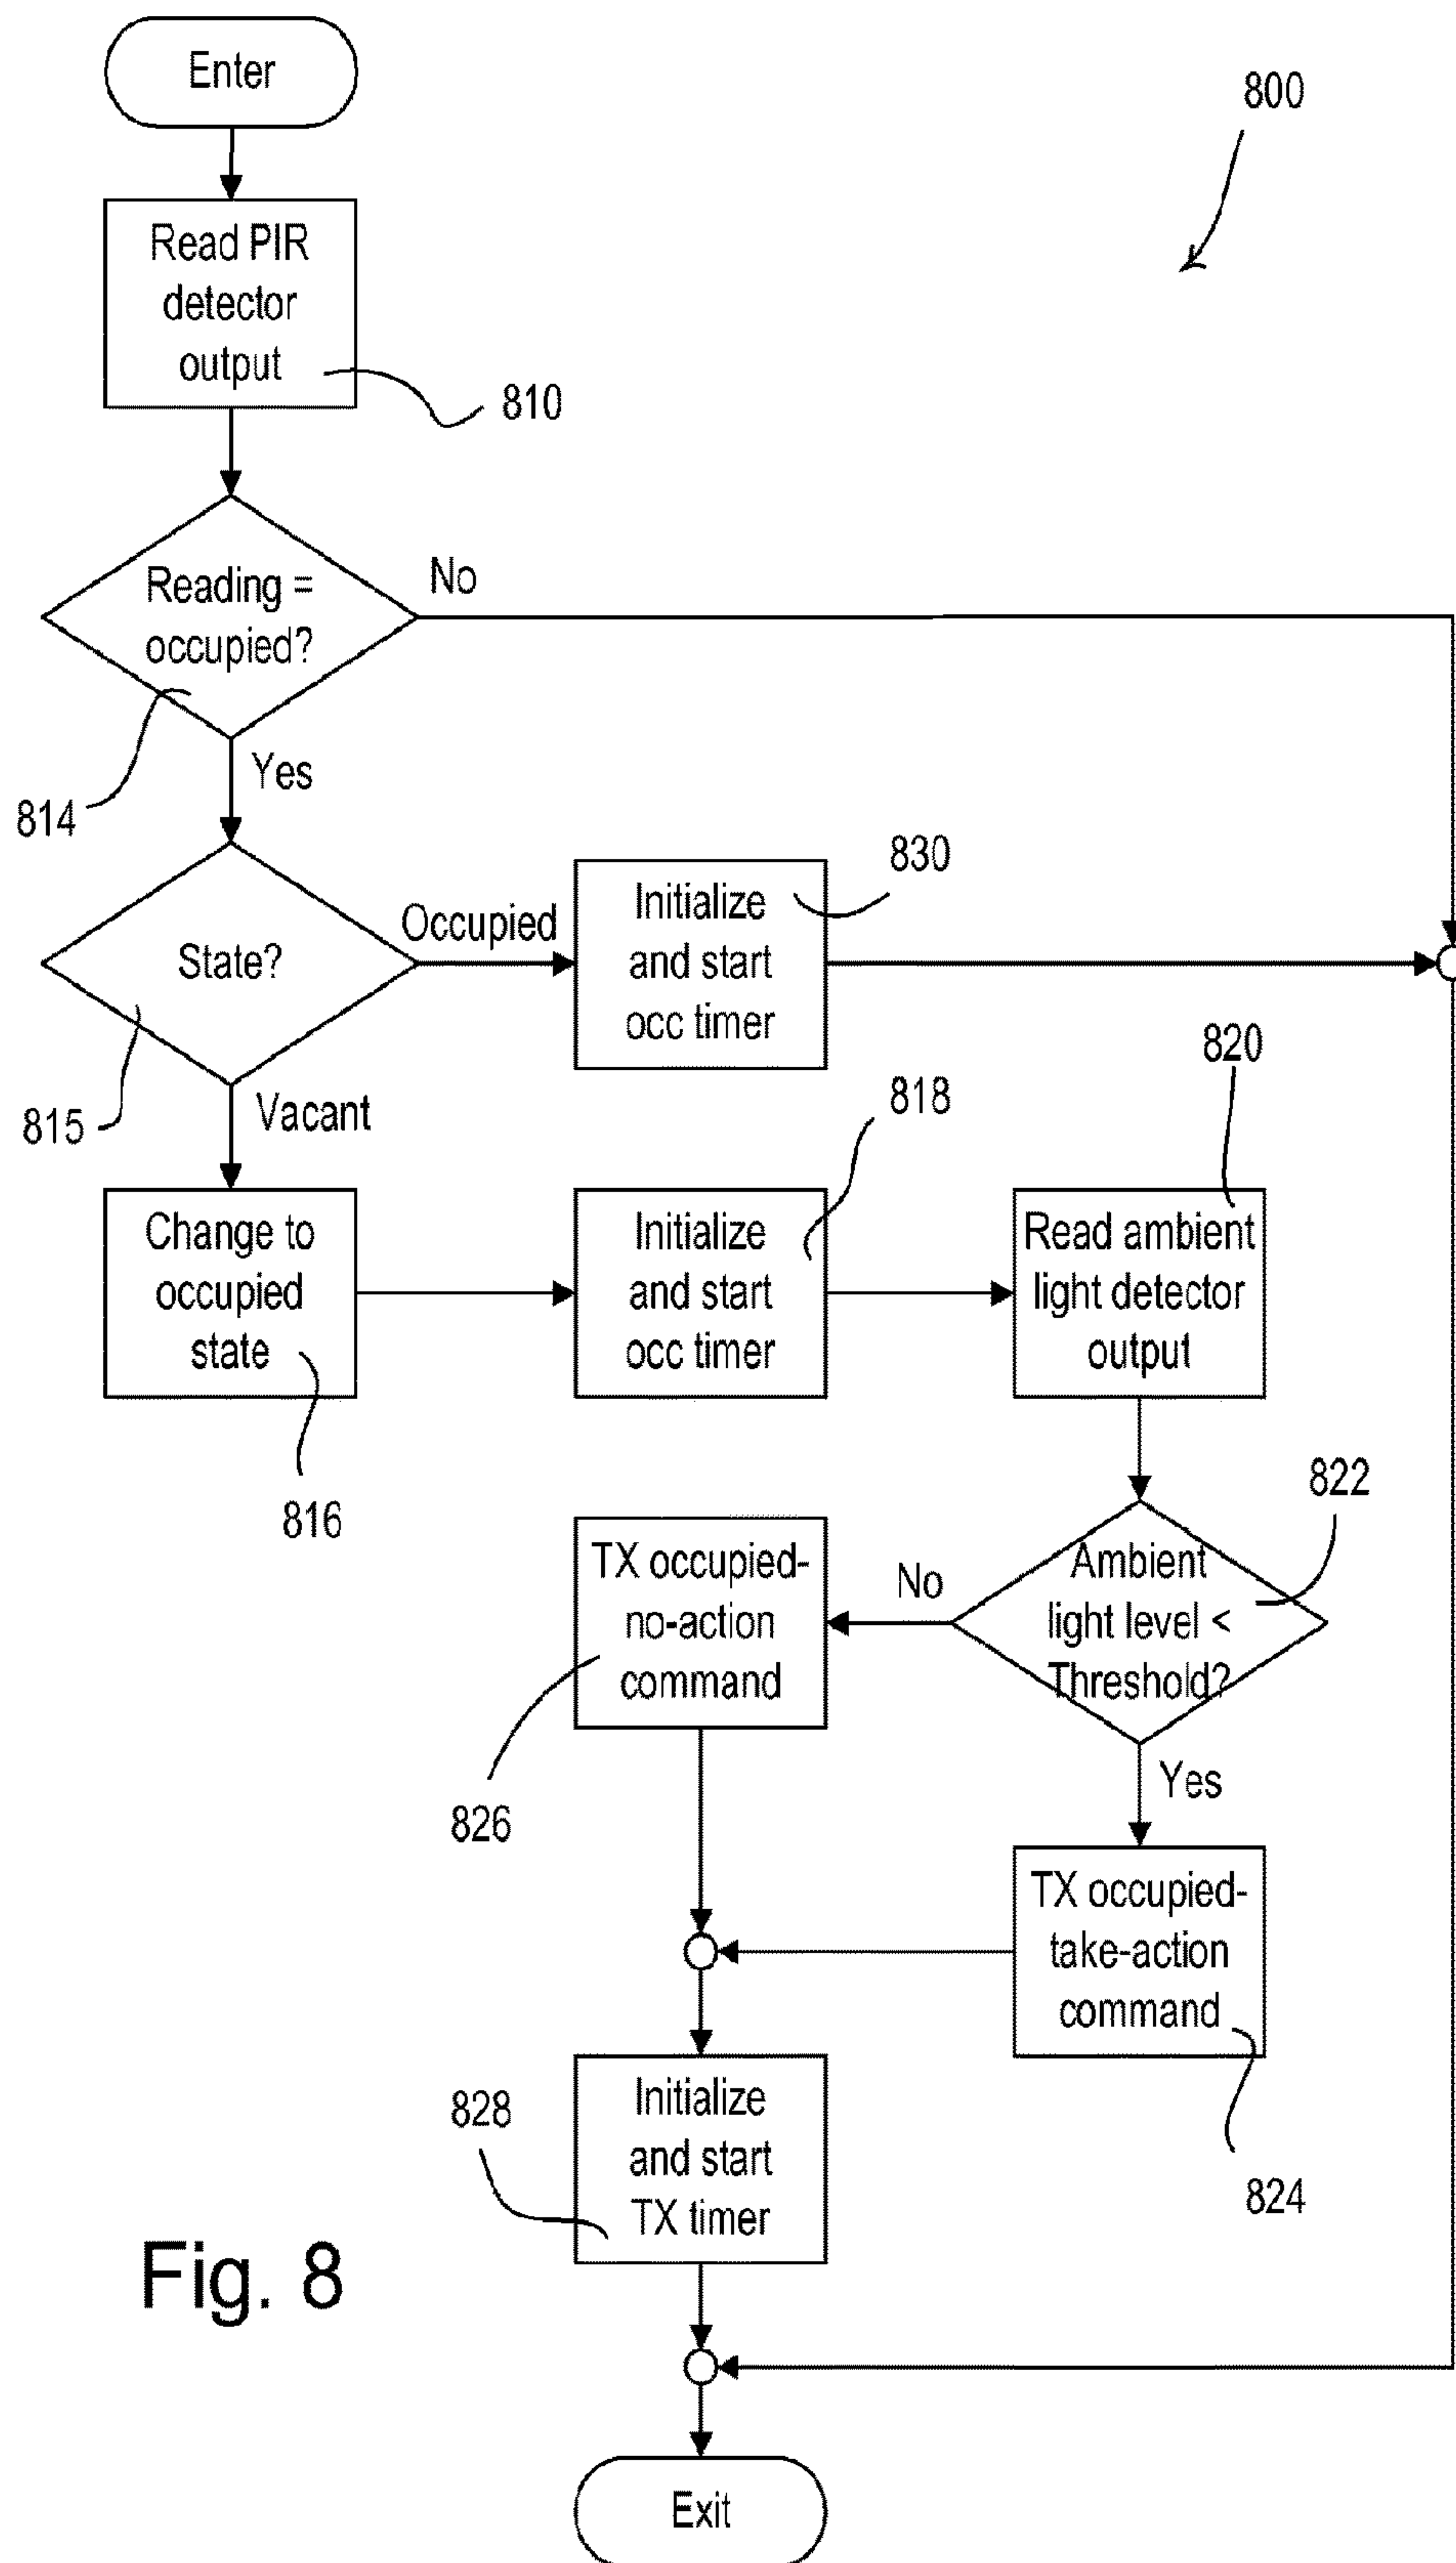 Enter
800
Read PIR
detector
output
810
Reading =
occupied?
No
814
Yes
State?
Occupied
Initialize
and start
occ timer
830
815
Vacant
818
820
Change to
occupied
state
Initialize
and start
occ timer
Read ambient
light detector
output
816
822
TX occupied-
no-action
command
No
Ambient
light level <
Threshold?
826
Yes
TX occupied-
take-action
command
828
Initialize
and start
TX timer
824
Fig. 8
Exit